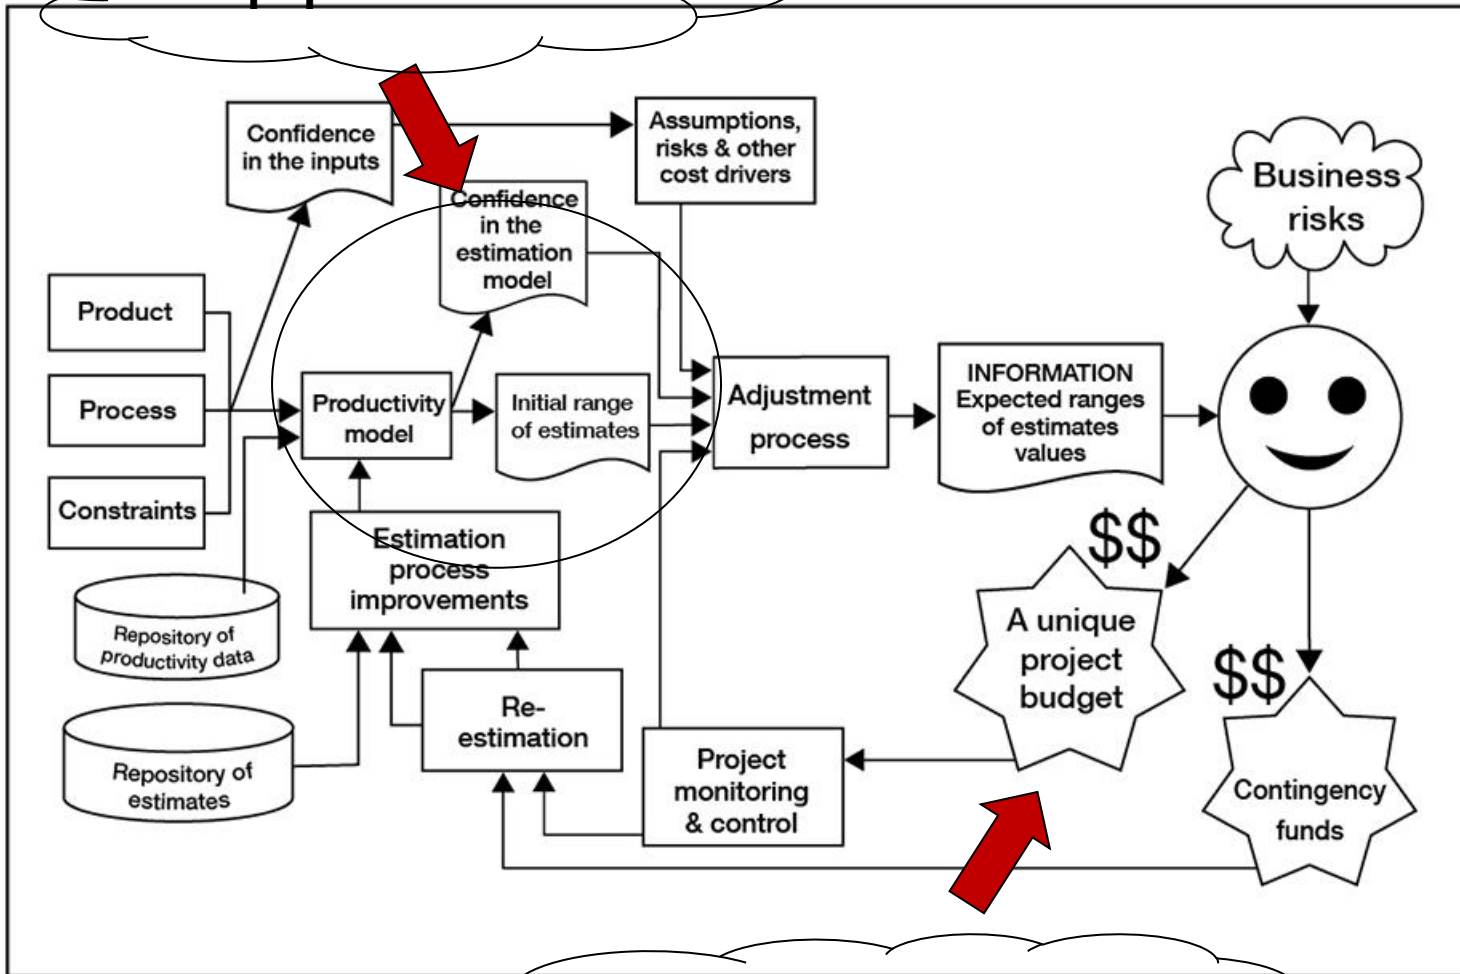 Confidence
in the inputs
Assumptions,
risks & other
cost drivers
Confidence
in the
estimation
model
Business
risks
Product
Process
Constraints
Productivity
model
Initial range
of estimates
Adjustment
process
INFORMATION
Expected ranges
of estimates
values
Estimation
process
improvements
Repository of
productivity data
Repository of
estimates
Re-
estimation
Project
monitoring
& control
$$
A unique
project
budget
$$
Contingency
funds